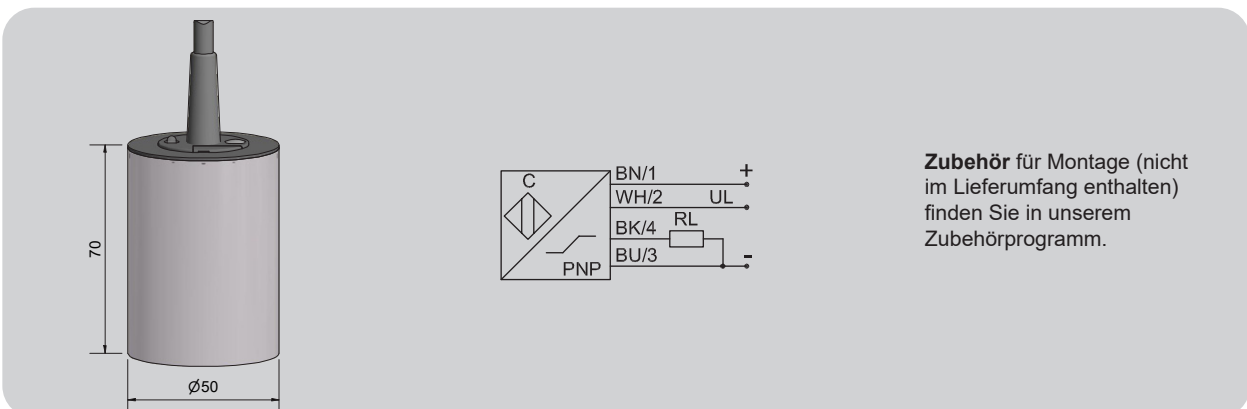 70
Ø50
C
PNP
BN/1
+
WH/2
UL
BK/4
RL
BU/3
-
Zubehör für Montage (nicht
im Lieferumfang enthalten)
finden Sie in unserem
Zubehörprogramm.